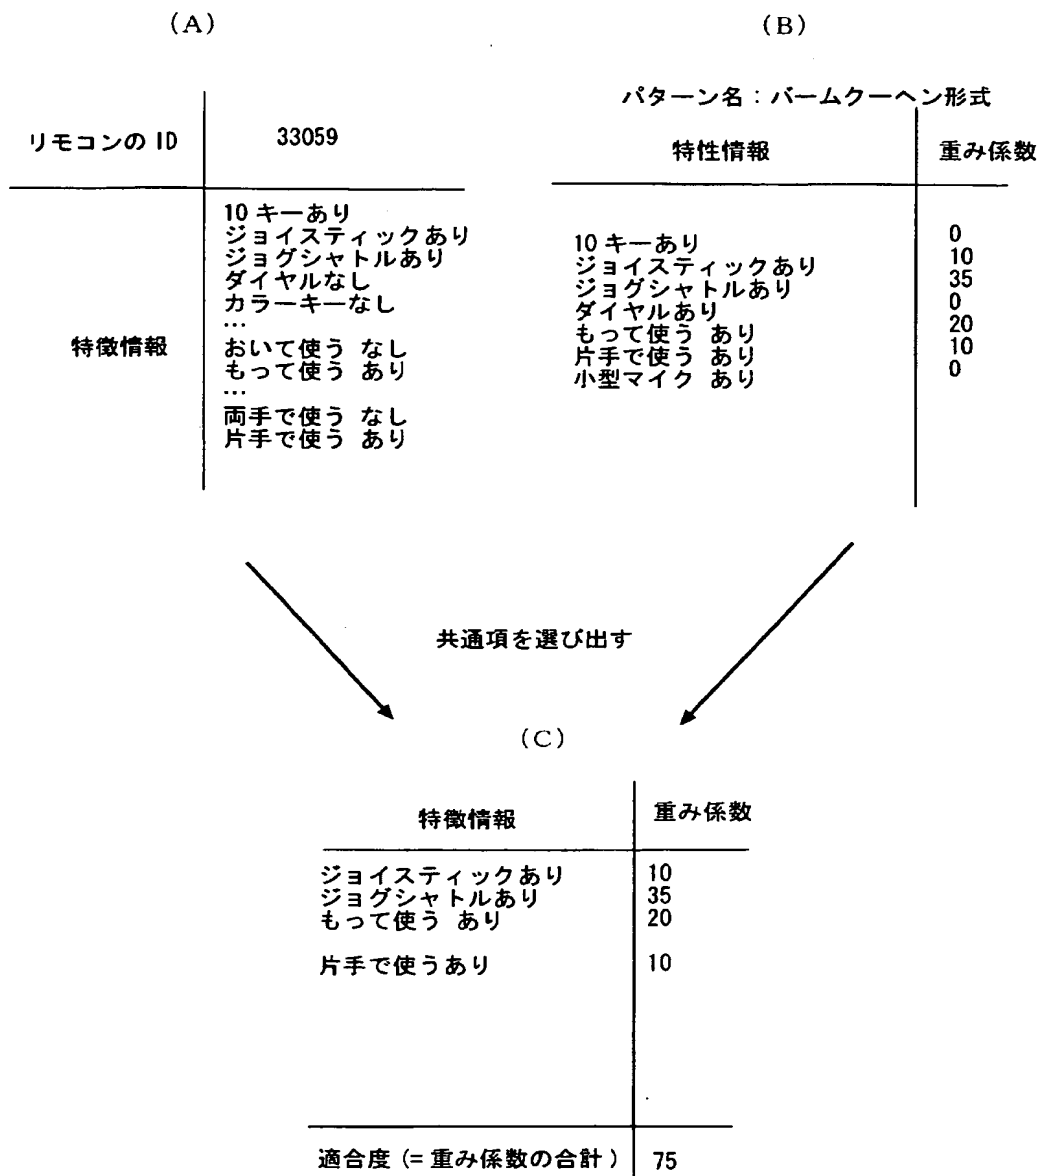 (A)
リモコンの ID
33059
特徴情報
10 キーあり
ジョイスティックあり
ジョグシャトルあり
ダイヤルなし
カラーキーなし
…
おいて使う なし
もって使う あり
…
両手で使う なし
片手で使う あり
(B)
パターン名：バームクーヘン形式
特性情報 重み係数
10 キーあり 0
ジョイスティックあり 10
ジョグシャトルあり 35
ダイヤルあり 0
もって使う あり 20
片手で使う あり 10
小型マイク あり 0
共通項を選び出す
(C)
特徴情報 重み係数
ジョイスティックあり 10
ジョグシャトルあり 35
もって使う あり 20
片手で使うあり 10
適合度 (= 重み係数の合計 ) 75